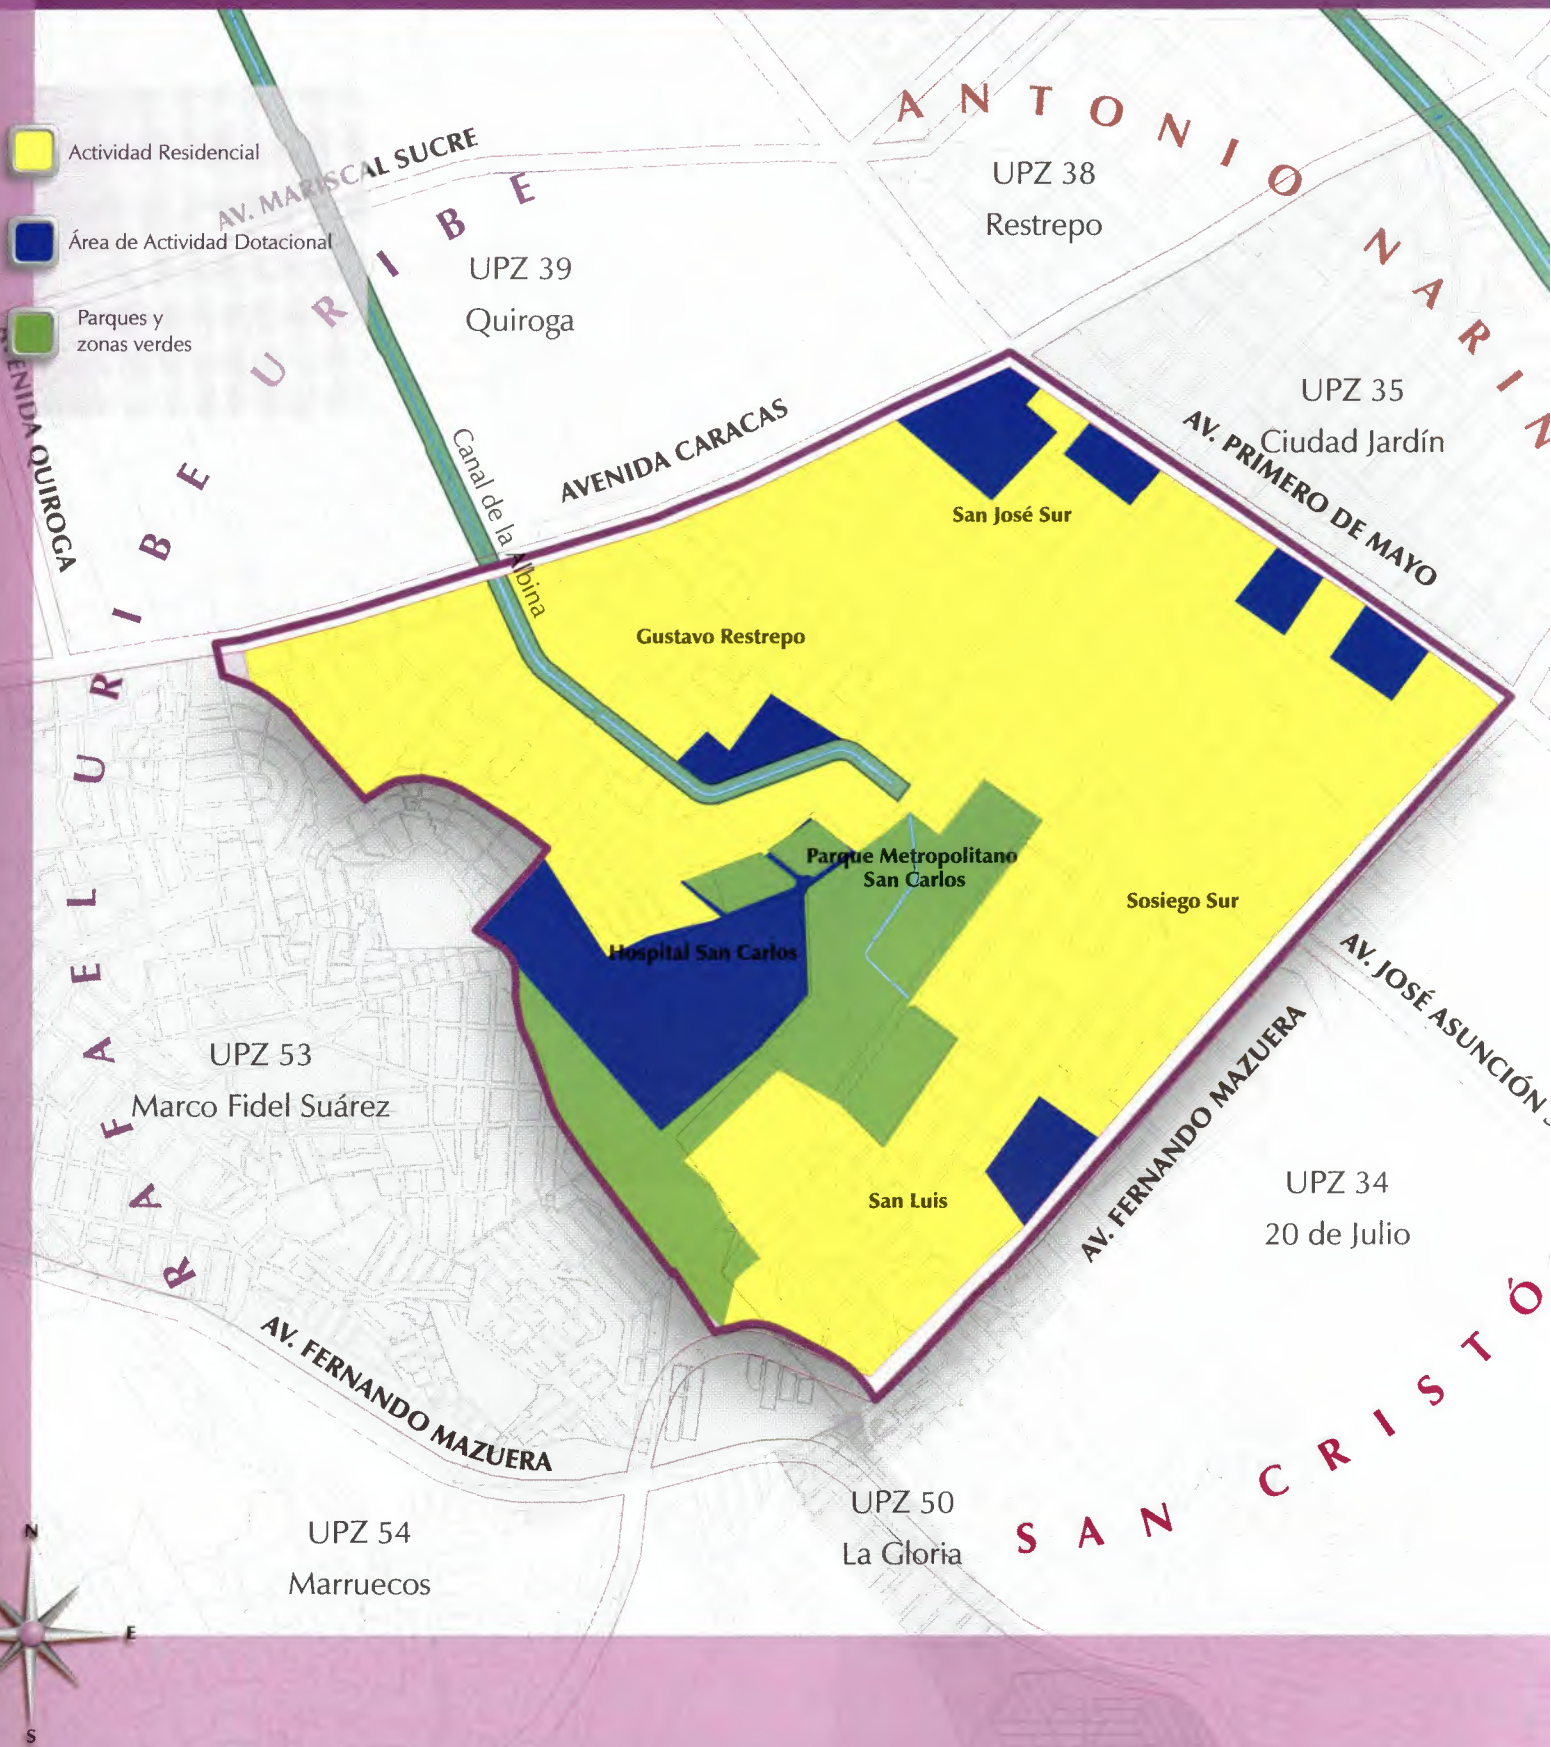 Actividad Residencial
Área de Actividad Dotacional
Parques y
zonas verdes
AV. MARISCAL SUCRE
ANTONIO NARIÑ
UPZ 38
Restrepo
UPZ 39
Quiroga
UPZ 35
Ciudad Jardín
AVENIDA QUIROGA
RAFAEL URIBE URIBE
Canal de la Albina
AVENIDA CARACAS
AV. PRIMERO DE MAYO
San José Sur
Gustavo Restrepo
Parque Metropolitano
San Carlos
Sosiego Sur
Hospital San Carlos
AV. JOSÉ ASUNCIÓN S
AV. FERNANDO MAZUERA
UPZ 53
Marco Fidel Suárez
San Luis
UPZ 34
20 de Julio
AV. FERNANDO MAZUERA
SAN CRISTÓ
UPZ 50
La Gloria
UPZ 54
Marruecos
N
E
S